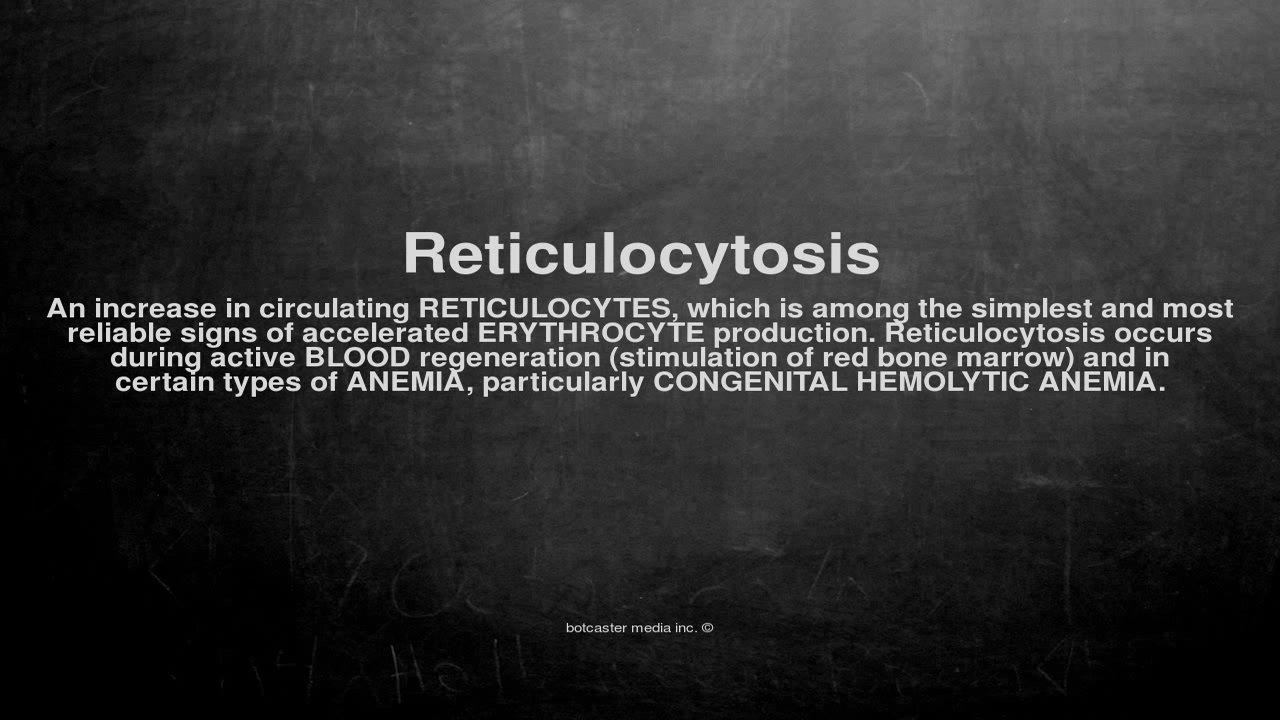 Reticulocytosis
An increase in circulating RETICULOCYTES, which is among the simplest and most
reliable signs of accelerated ERYTHROCYTE production. Reticulocytosis occurs
during active BLOOD regeneration (stimulation of red bone marrow) and in
certain types of ANEMIA, particularly CONGENITAL HEMOLYTIC ANEMIA.
botcaster media inc. ©